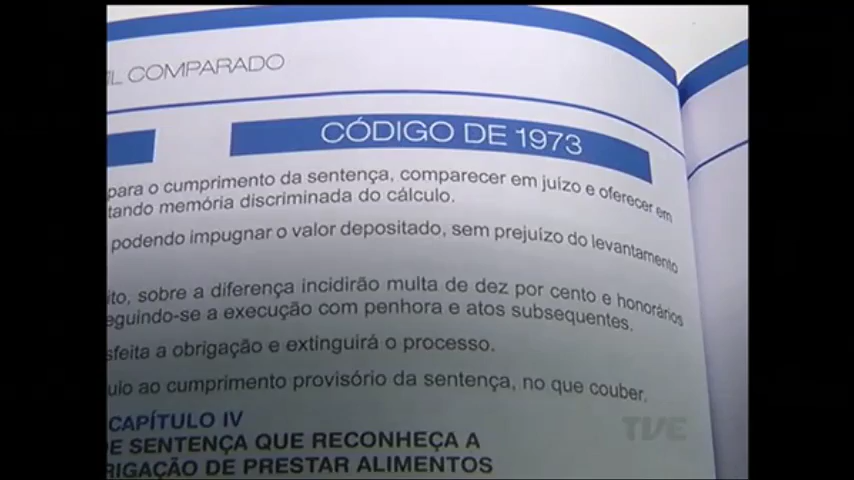 IL COMPARADO
CÓDIGO DE 1973
para o cumprimento da sentença, comparecer em juízo e oferecer em
tando memória discriminada do cálculo.
podendo impugnar o valor depositado, sem prejuízo do levantamento
ito, sobre a diferença incidirão multa de dez por cento e honorários
eguindo-se a execução com penhora e atos subsequentes.
sfeita a obrigação e extinguirá o processo.
ulo ao cumprimento provisório da sentença, no que couber.
CAPÍTULO IV
DE SENTENÇA QUE RECONHEÇA A
RIGAÇÃO DE PRESTAR ALIMENTOS
TVE